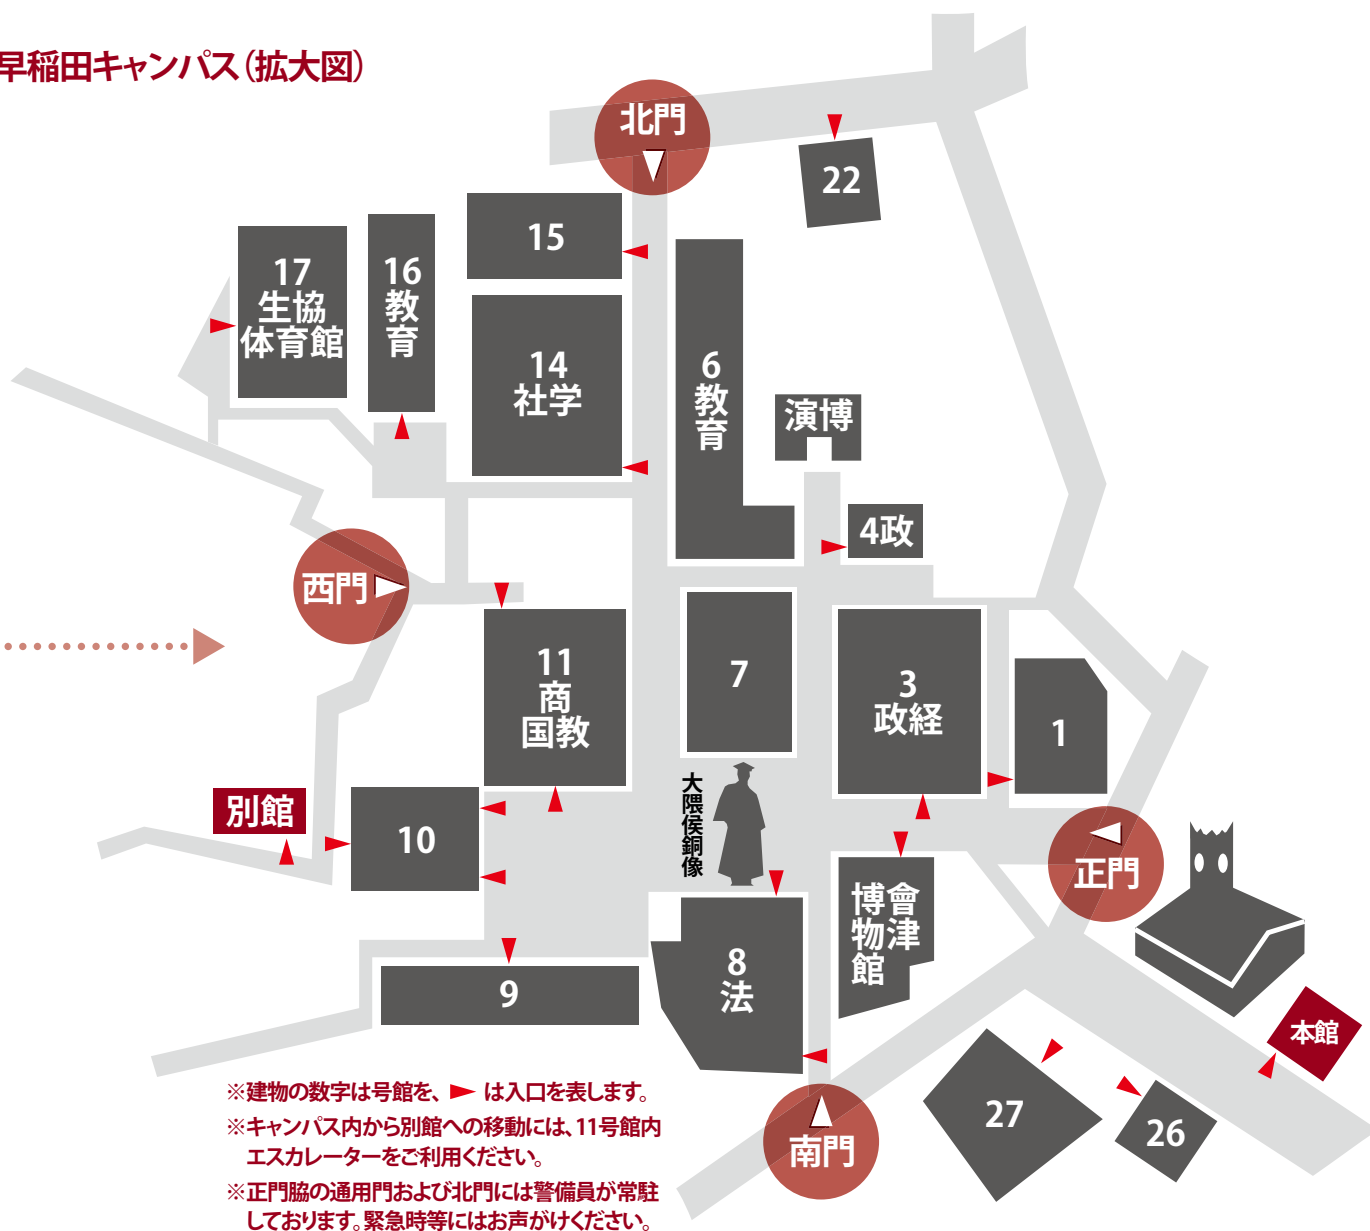 早稲田キャンパス(拡大図)
北門
22
15
17
生協
体育館
16
教育
14
社学
6
教育
演博
4政
西門
11
商
国教
7
3
政経
1
大隈侯銅像
別館
10
正門
會津
博物館
8
法
9
本館
27
26
南門
※建物の数字は号館を、 は入口を表します。
※キャンパス内から別館への移動には、11号館内
エスカレーターをご利用ください。
※正門脇の通用門および北門には警備員が常駐
しております。緊急時等にはお声がけください。